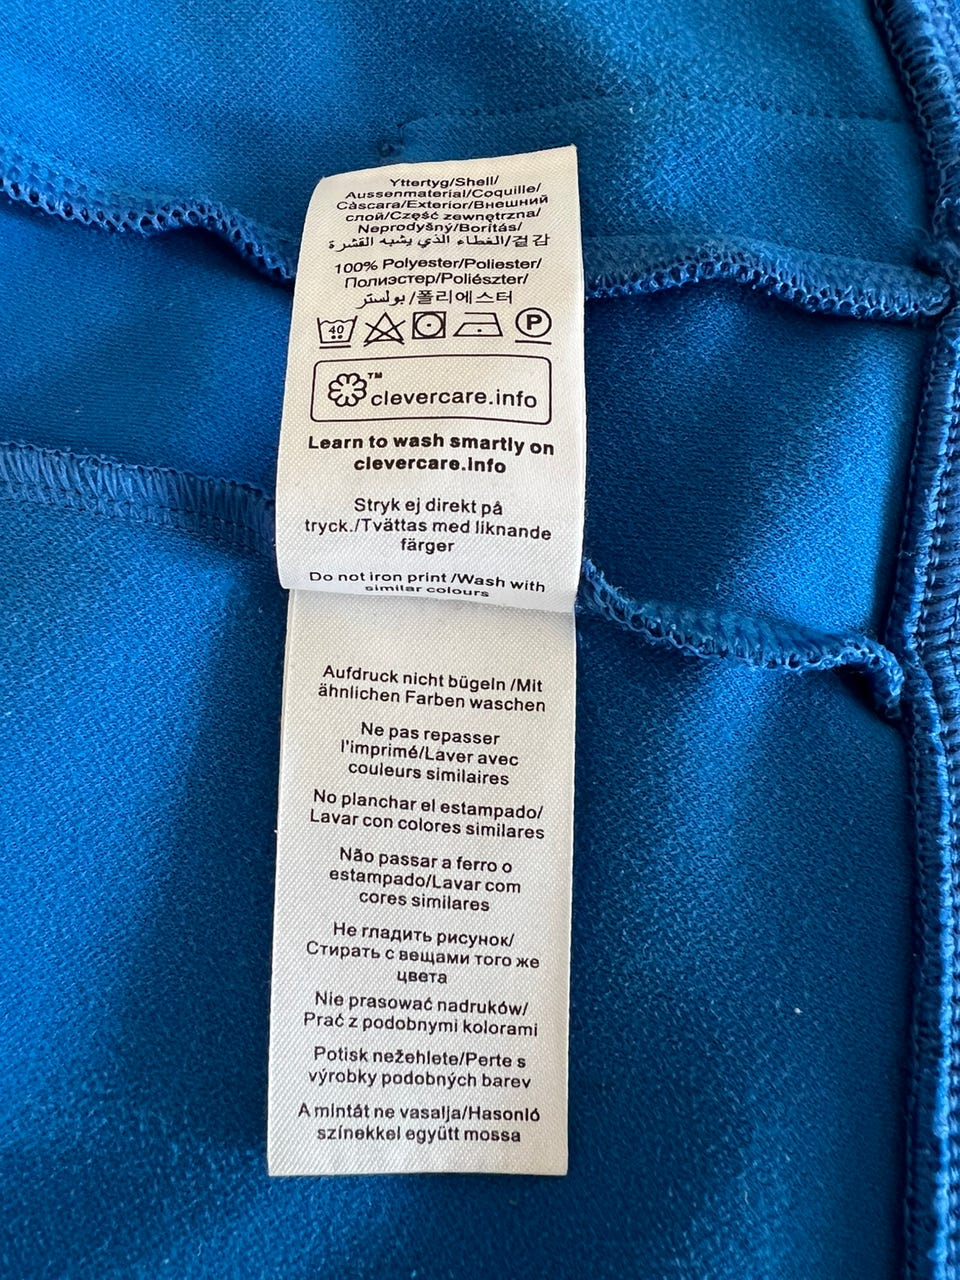 Yttertyg/Shell/
Aussenmaterial/Coquille/
Càscara/Exterior/Внешний
слой/Część zewnętrzna/
Neprodyšný/Borítás/
الغطاء الذي يشبه القشرة/겉감
100% Polyester/Poliester/
Полиэстер/Poliészter/
بولستر/폴리에스터
40 P
TM
clevercare.info
Learn to wash smartly on
clevercare.info
Stryk ej direkt på
tryck./Tvättas med liknande
färger
Do not iron print /Wash with
similar colours
Aufdruck nicht bügeln /Mit
ähnlichen Farben waschen
Ne pas repasser
l'imprimé/Laver avec
couleurs similaires
No planchar el estampado/
Lavar con colores similares
Não passar a ferro o
estampado/Lavar com
cores similares
Не гладить рисунок/
Стирать с вещами того же
цвета
Nie prasować nadruków/
Prać z podobnymi kolorami
Potisk nežehlete/Perte s
výrobky podobných barev
A mintát ne vasalja/Hasonló
színekkel együtt mossa